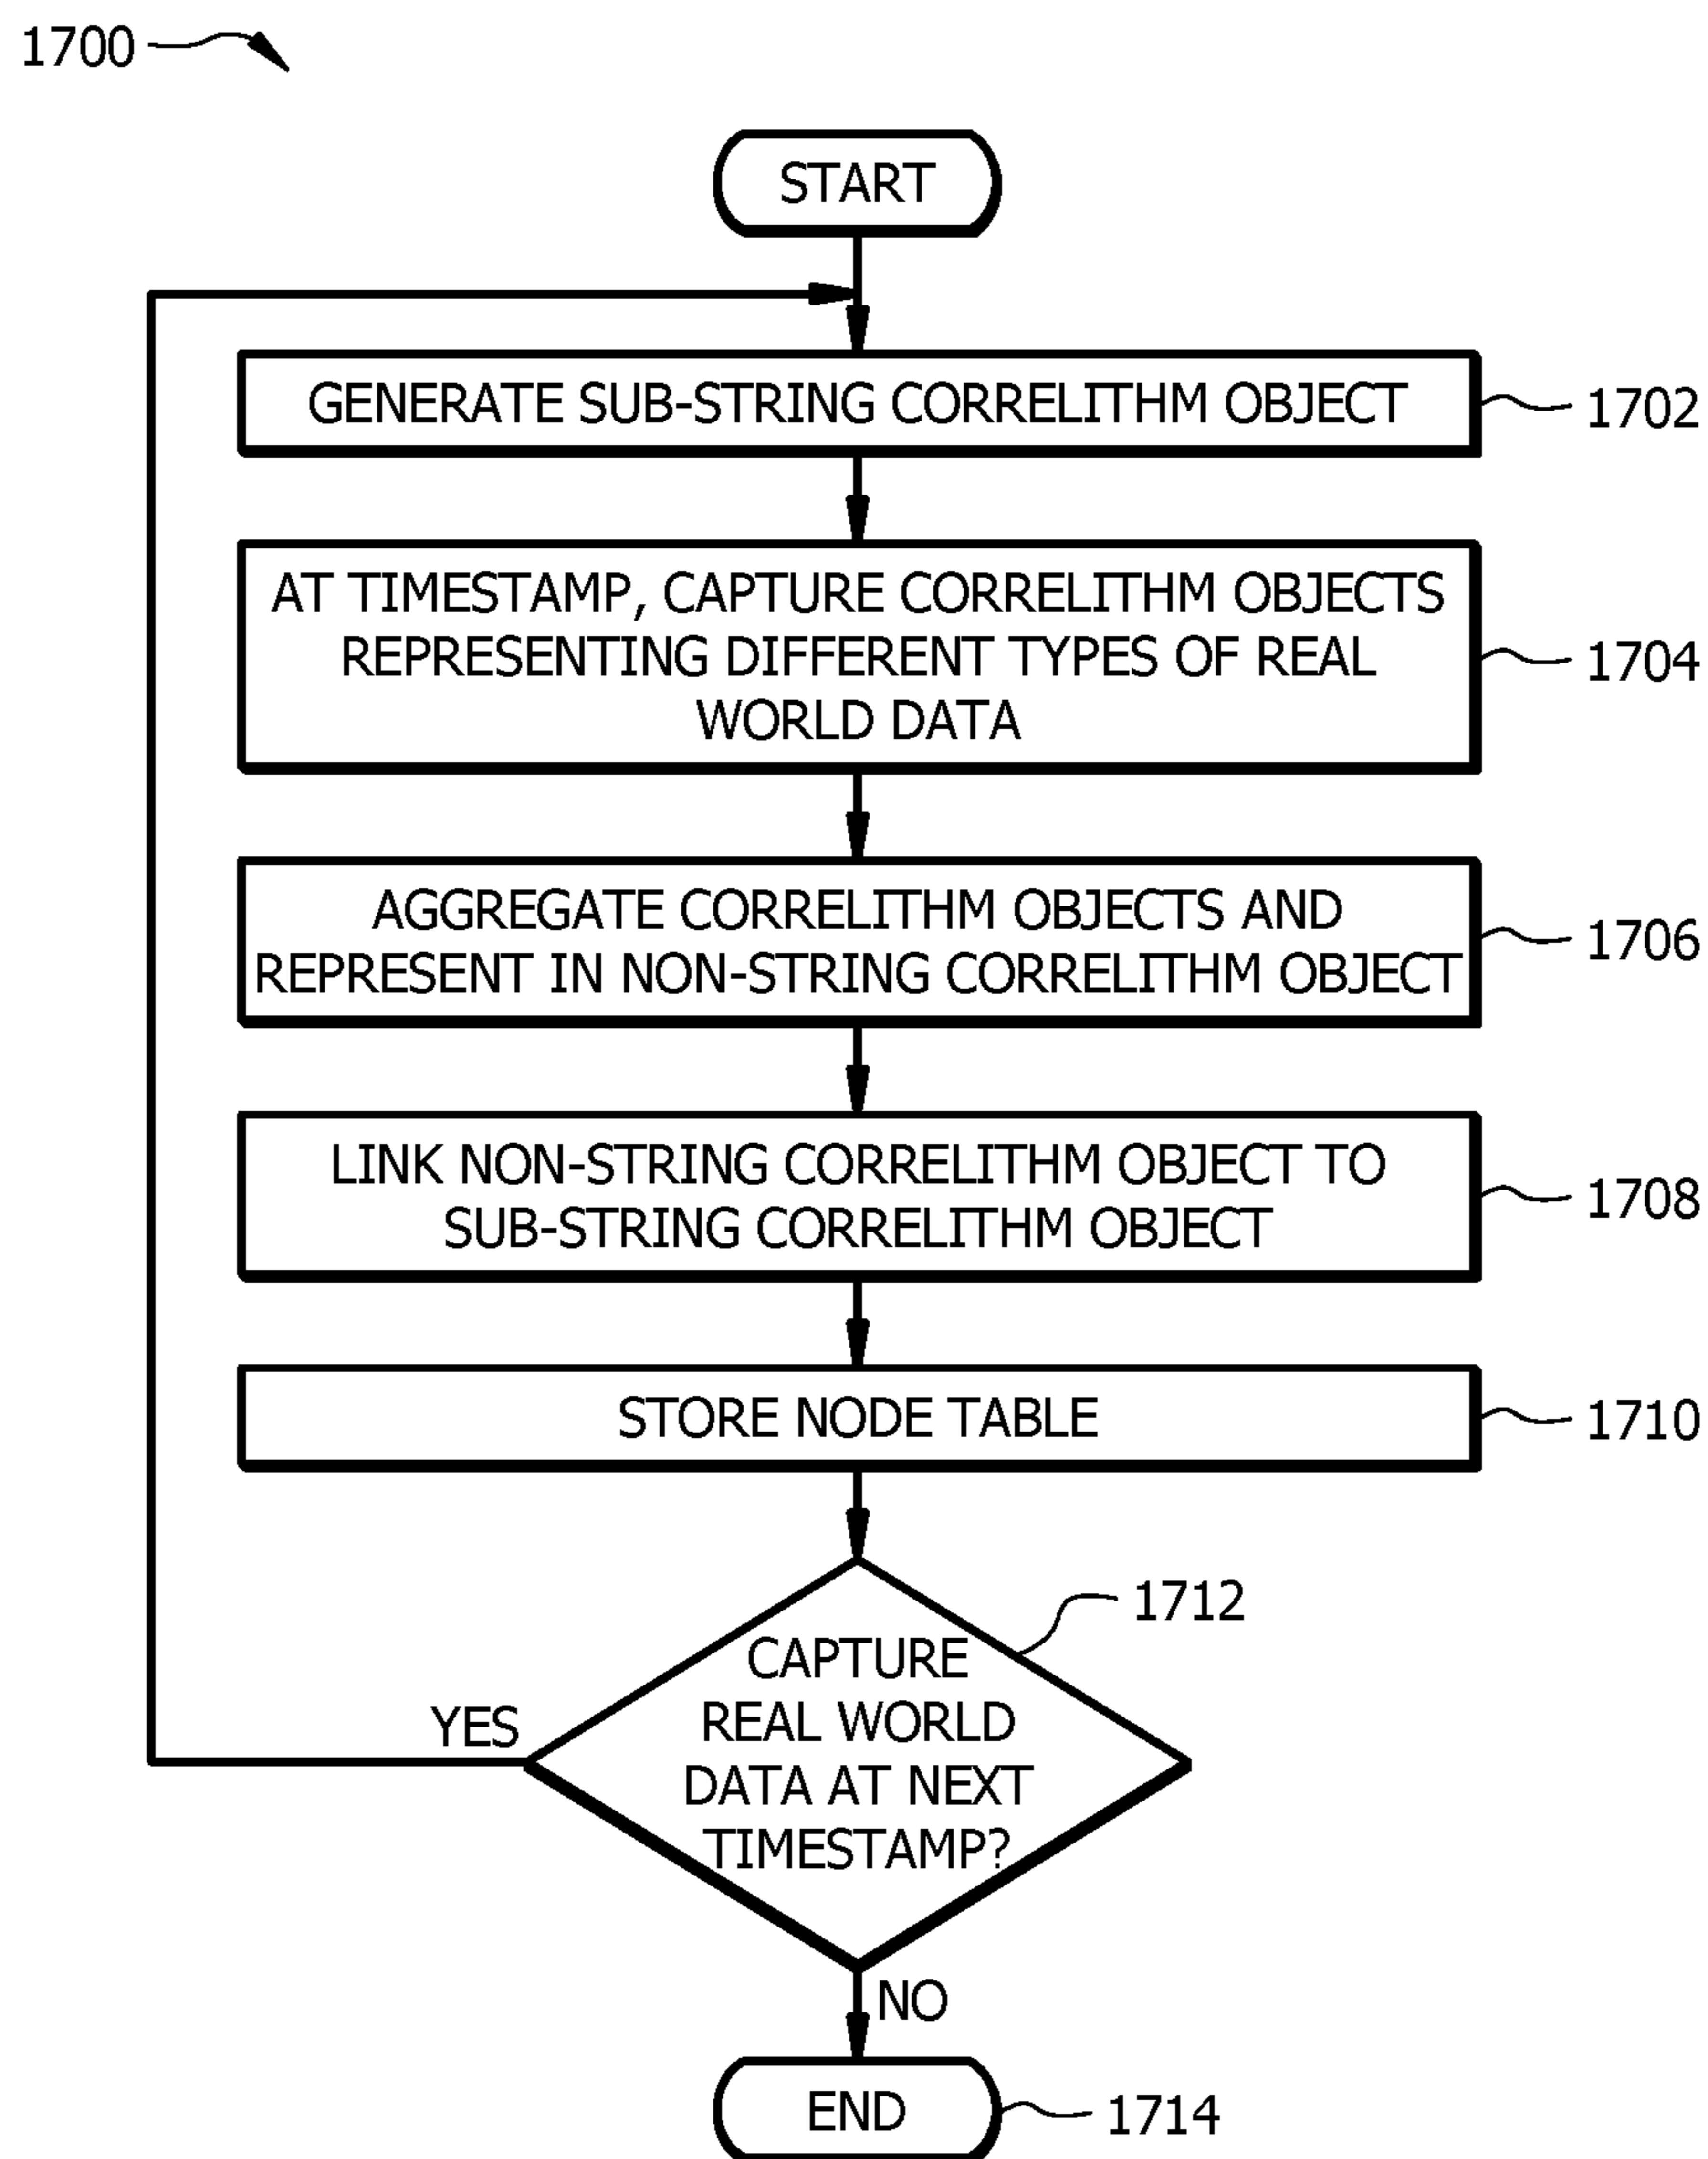 1700
START
GENERATE SUB-STRING CORRELITHM OBJECT
1702
AT TIMESTAMP, CAPTURE CORRELITHM OBJECTS
REPRESENTING DIFFERENT TYPES OF REAL
WORLD DATA
1704
AGGREGATE CORRELITHM OBJECTS AND
REPRESENT IN NON-STRING CORRELITHM OBJECT
1706
LINK NON-STRING CORRELITHM OBJECT TO
SUB-STRING CORRELITHM OBJECT
1708
STORE NODE TABLE
1710
CAPTURE
REAL WORLD
DATA AT NEXT
TIMESTAMP?
1712
YES
NO
END
1714